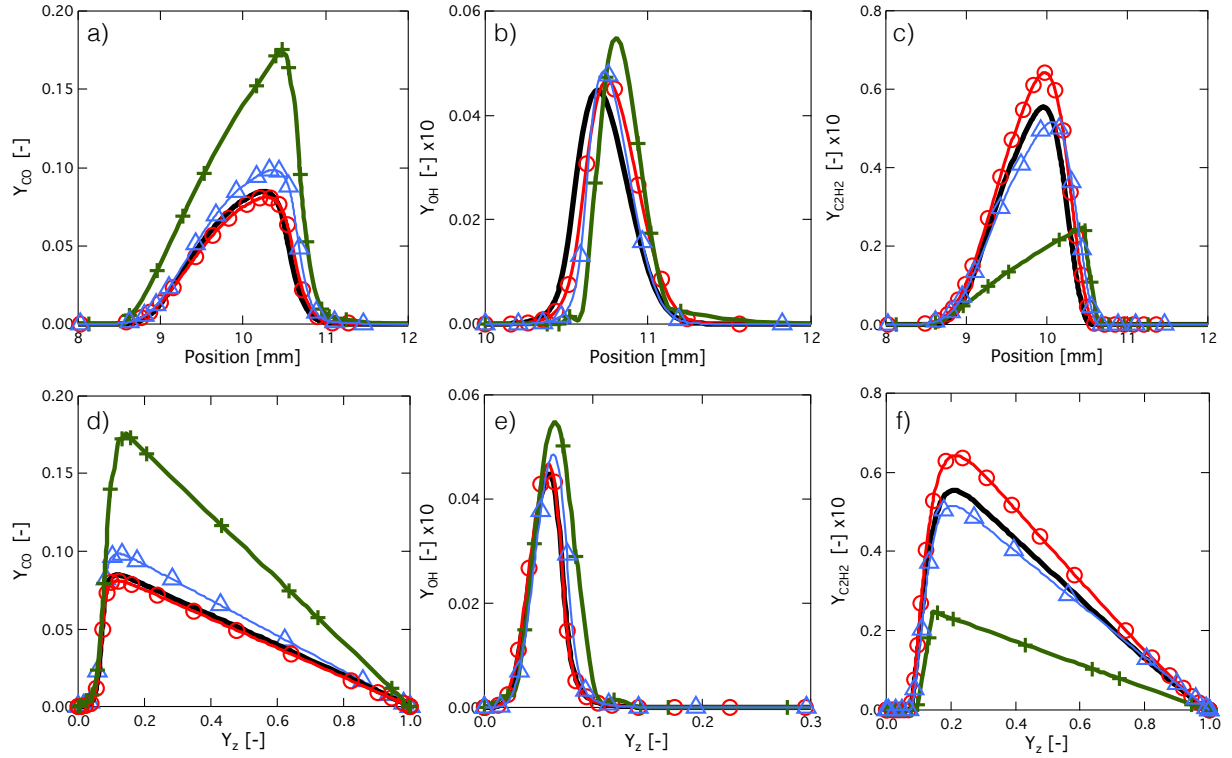 a)
0.20
0.15
0.10
0.05
0.00
Y_CO [-]
8 9 10 11 12
Position [mm]
b)
0.06
0.04
0.02
0.00
Y_OH [-] x10
10 11 12
Position [mm]
c)
0.8
0.6
0.4
0.2
0.0
Y_C2H2 [-] x10
8 9 10 11 12
Position [mm]
d)
0.20
0.15
0.10
0.05
0.00
Y_CO [-]
0.0 0.2 0.4 0.6 0.8 1.0
Y_z [-]
e)
0.06
0.04
0.02
0.00
Y_OH [-] x10
0.0 0.1 0.2 0.3
Y_z [-]
f)
0.8
0.6
0.4
0.2
0.0
Y_C2H2 [-] x10
0.0 0.2 0.4 0.6 0.8 1.0
Y_z [-]